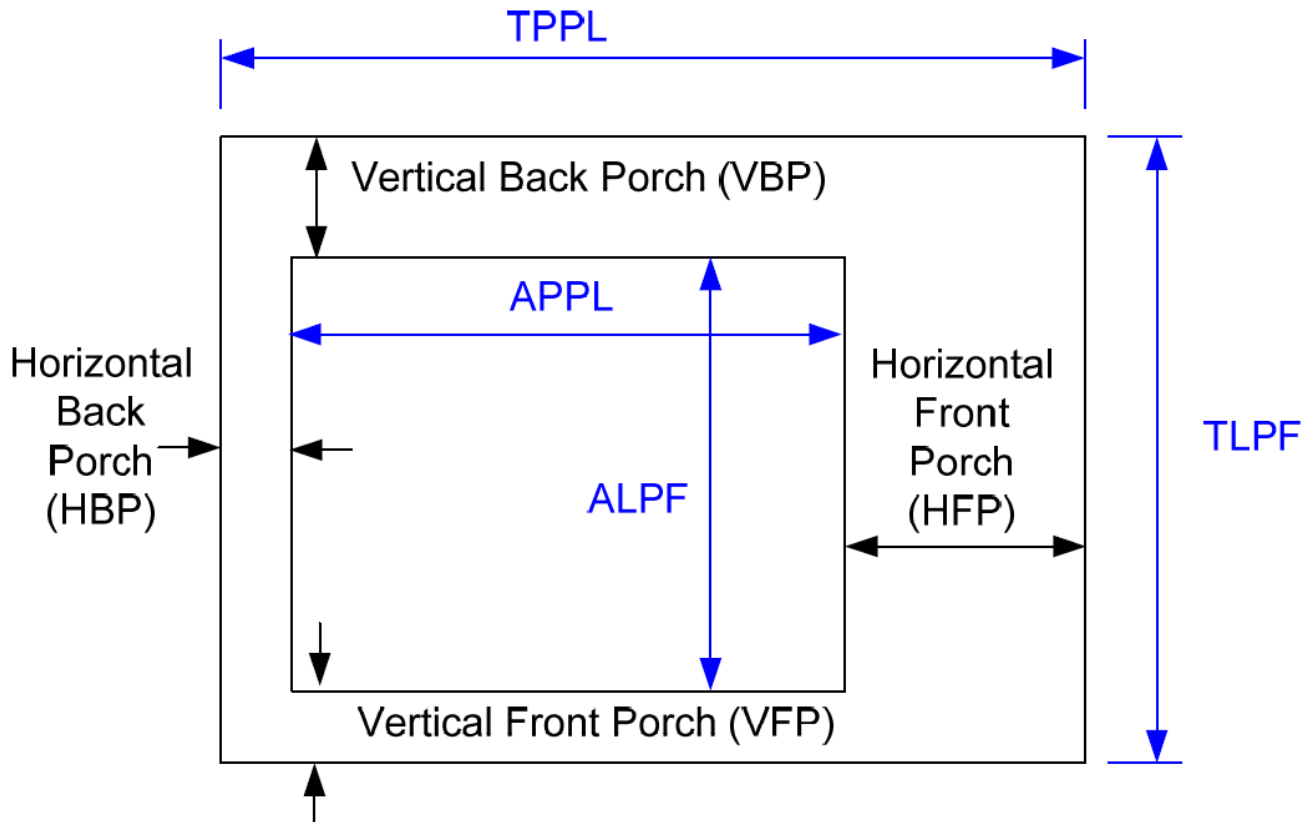 TPPL
Vertical Back Porch (VBP)
APPL
Horizontal
Back
Porch
(HBP)
Horizontal
Front
Porch
(HFP)
TLPF
ALPF
Vertical Front Porch (VFP)